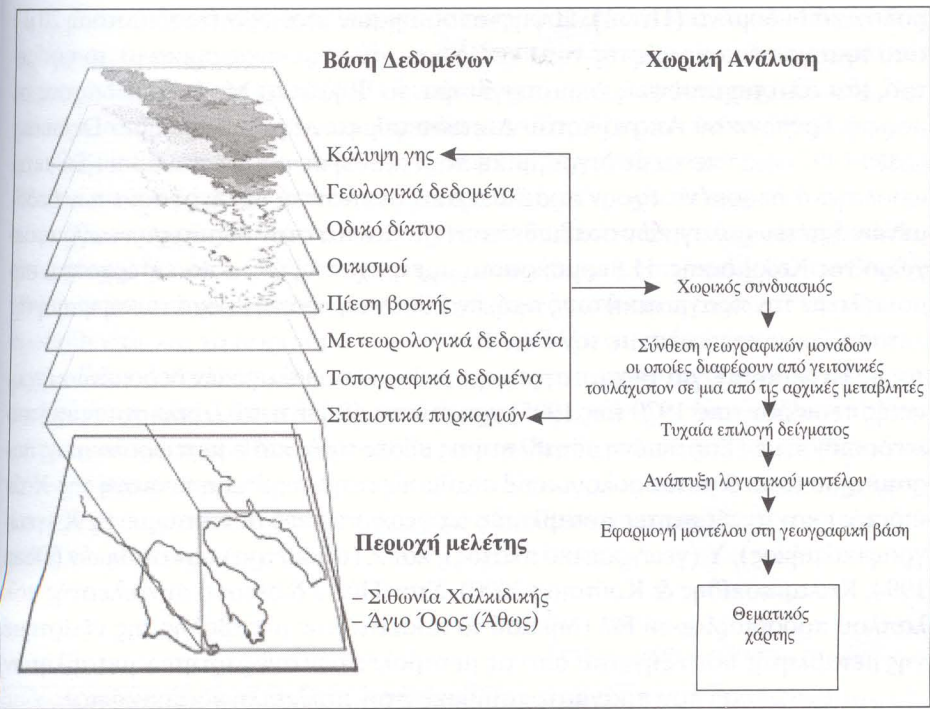 Βάση Δεδομένων
Κάλυψη γης
Γεωλογικά δεδομένα
Οδικό δίκτυο
Οικισμοί
Πίεση βοσκής
Μετεωρολογικά δεδομένα
Τοπογραφικά δεδομένα
Στατιστικά πυρκαγιών
Περιοχή μελέτης
– Σιθωνία Χαλκιδικής
– Άγιο Όρος (Άθως)
Χωρική Ανάλυση
Χωρικός συνδυασμός
Σύνθεση γεωγραφικών μονάδων
οι οποίες διαφέρουν από γειτονικές
τουλάχιστον σε μια από τις αρχικές μεταβλητές
Τυχαία επιλογή δείγματος
Ανάπτυξη λογιστικού μοντέλου
Εφαρμογή μοντέλου στη γεωγραφική βάση
Θεματικός
χάρτης